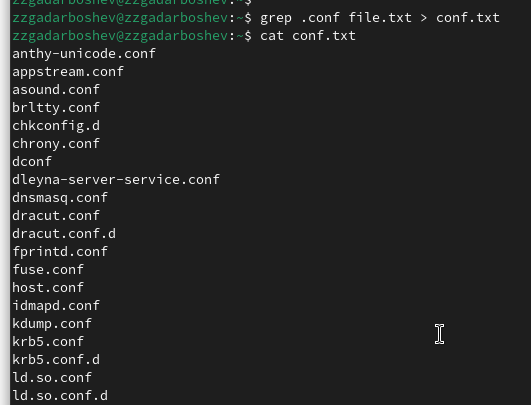 zzgadarboshev@zzgadarboshev:~$
zzgadarboshev@zzgadarboshev:~$ grep .conf file.txt > conf.txt
zzgadarboshev@zzgadarboshev:~$ cat conf.txt
anthy-unicode.conf
appstream.conf
asound.conf
brltty.conf
chkconfig.d
chrony.conf
dconf
dleyna-server-service.conf
dnsmasq.conf
dracut.conf
dracut.conf.d
fprintd.conf
fuse.conf
host.conf
idmapd.conf
kdump.conf
krb5.conf
krb5.conf.d
ld.so.conf
ld.so.conf.d